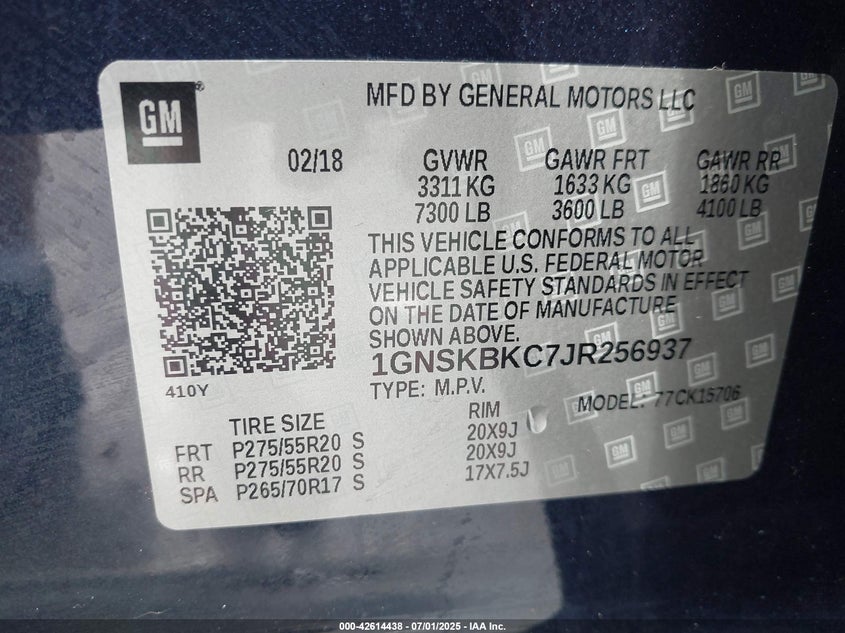 GM
MFD BY GENERAL MOTORS LLC
02/18
GVWR GAWR FRT GAWR RR
3311 KG 1633 KG 1860 KG
7300 LB 3600 LB 4100 LB
THIS VEHICLE CONFORMS TO ALL
APPLICABLE U.S. FEDERAL MOTOR
VEHICLE SAFETY STANDARDS IN EFFECT
ON THE DATE OF MANUFACTURE
SHOWN ABOVE.
1GNSKBKC7JR256937
410Y
TYPE: M.P.V.
MODEL: 77CK15706
TIRE SIZE RIM
FRT P275/55R20 S 20X9J
RR P275/55R20 S 20X9J
SPA P265/70R17 S 17X7.5J
000-42614438 - 07/01/2025 - IAA Inc.